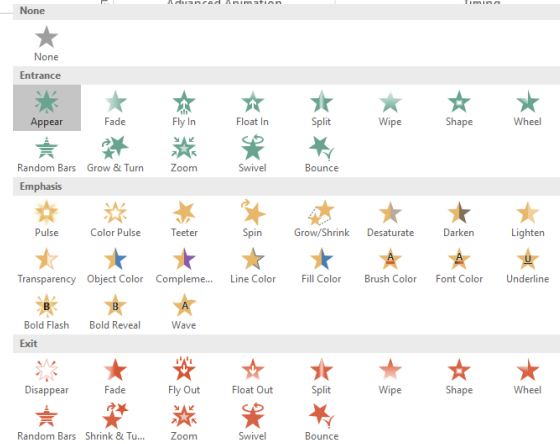 Advanced Animation Timing
None
None
Entrance
Appear Fade Fly In Float In Split Wipe Shape Wheel
Random Bars Grow & Turn Zoom Swivel Bounce
Emphasis
Pulse Color Pulse Teeter Spin Grow/Shrink Desaturate Darken Lighten
Transparency Object Color Compleme... Line Color Fill Color Brush Color Font Color Underline
Bold Flash Bold Reveal Wave
Exit
Disappear Fade Fly Out Float Out Split Wipe Shape Wheel
Random Bars Shrink & Tu... Zoom Swivel Bounce